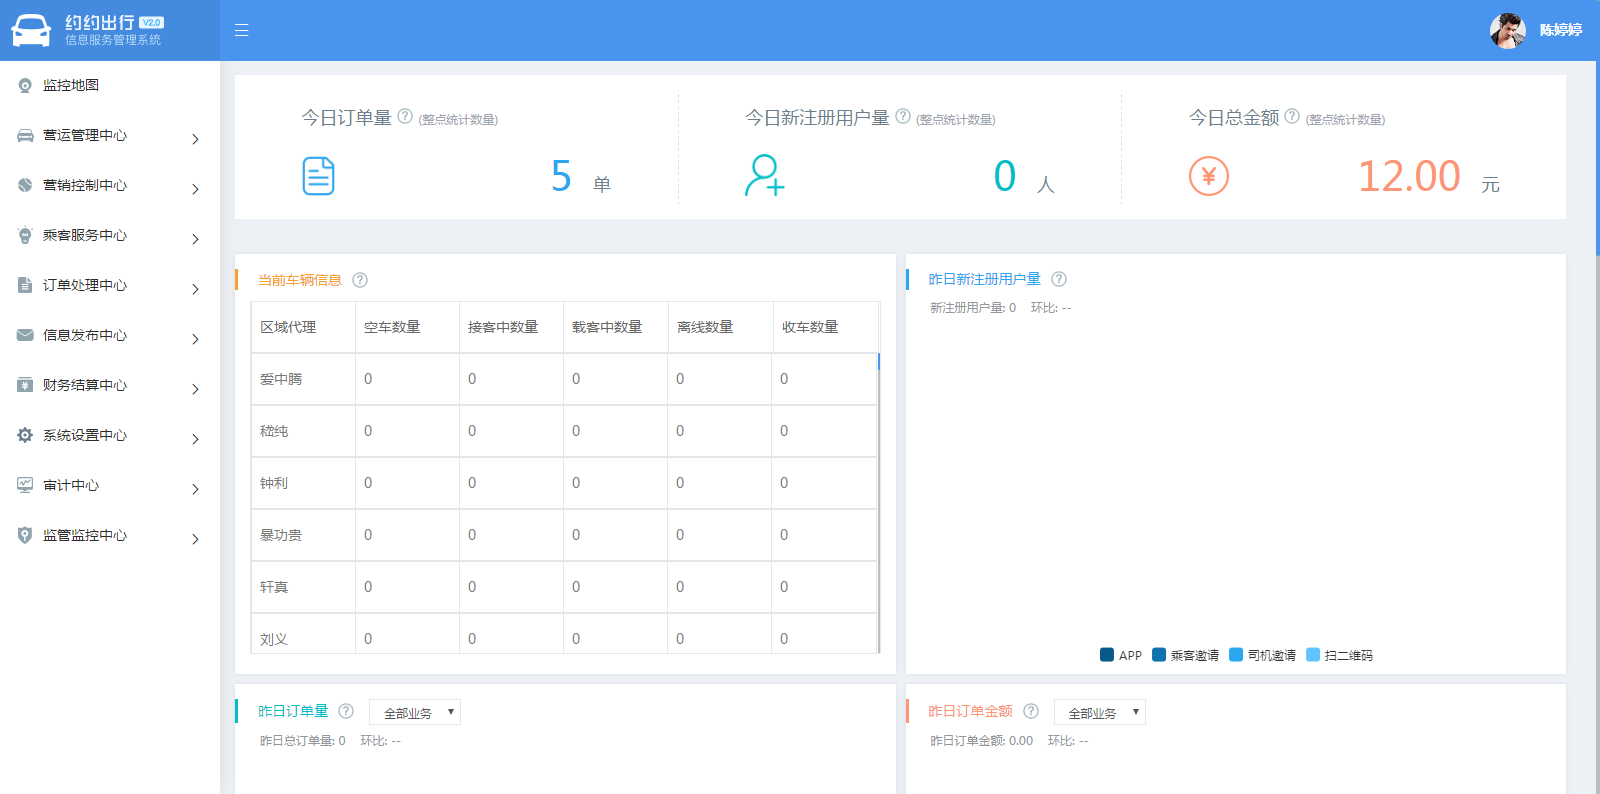 约约出行 V2.0
信息服务管理系统
陈婷婷
监控地图
营运管理中心
营销控制中心
乘客服务中心
订单处理中心
信息发布中心
财务结算中心
系统设置中心
审计中心
监管监控中心
今日订单量 ? (整点统计数量)
5 单
今日新注册用户量 ? (整点统计数量)
0 人
今日总金额 ? (整点统计数量)
¥ 12.00 元
当前车辆信息 ?
区域代理 空车数量 接客中数量 载客中数量 离线数量 收车数量
爱中腾 0 0 0 0 0
嵇纯 0 0 0 0 0
钟利 0 0 0 0 0
暴功贵 0 0 0 0 0
轩真 0 0 0 0 0
刘义 0 0 0 0 0
昨日新注册用户量 ?
新注册用户量: 0 环比: --
APP 乘客邀请 司机邀请 扫二维码
昨日订单量 ? 全部业务
昨日总订单量: 0 环比: --
昨日订单金额 ? 全部业务
昨日订单金额: 0.00 环比: --